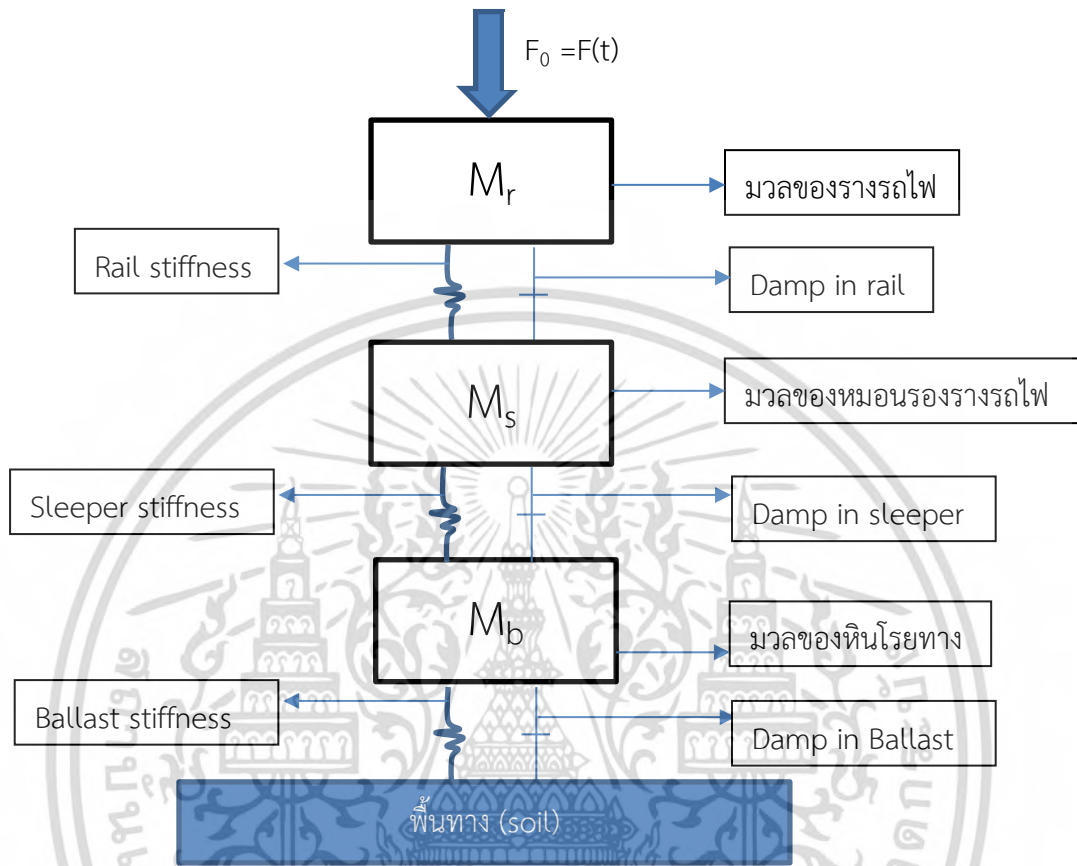 F0 =F(t)
Mr
มวลของรางรถไฟ
Rail stiffness
Damp in rail
Ms
มวลของหมอนรองรางรถไฟ
Sleeper stiffness
Damp in sleeper
Mb
มวลของหินโรยทาง
Ballast stiffness
Damp in Ballast
พื้นทาง (soil)